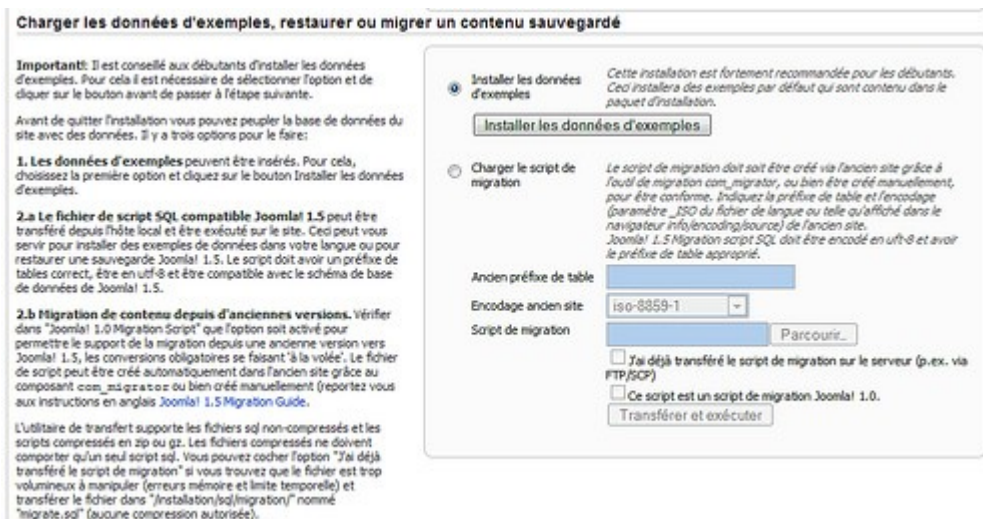 Charger les données d'exemples, restaurer ou migrer un contenu sauvegardé
Important!: Il est conseillé aux débutants d'installer les données
d'exemples. Pour cela il est nécessaire de sélectionner l'option et de
cliquer sur le bouton avant de passer à l'étape suivante.
Avant de quitter l'installation vous pouvez peupler la base de données du
site avec des données. Il y a trois options pour le faire:
1. Les données d'exemples peuvent être insérés. Pour cela,
choisissez la première option et cliquez sur le bouton Installer les données
d'exemples.
2.a Le fichier de script SQL compatible Joomla! 1.5 peut être
transféré depuis l'hôte local et être exécuté sur le site. Ceci peut vous
servir pour installer des exemples de données dans votre langue ou pour
restaurer une sauvegarde Joomla! 1.5. Le script doit avoir un préfixe de
tables correct, être en utf-8 et être compatible avec le schéma de base
de données de Joomla! 1.5.
2.b Migration de contenu depuis d'anciennes versions. Vérifier
dans "Joomla! 1.0 Migration Script" que l'option soit activé pour
permettre le support de la migration depuis une ancienne version vers
Joomla! 1.5, les conversions obligatoires se faisant 'à la volée'. Le fichier
de script peut être créé automatiquement dans l'ancien site grâce au
composant com_migrator ou bien créé manuellement (reportez vous
aux instructions en anglais Joomla! 1.5 Migration Guide.
L'utilitaire de transfert supporte les fichiers sql non-compressés et les
scripts compressés en zip ou gz. Les fichiers compressés ne doivent
comporter qu'un seul script sql. Vous pouvez cocher l'option "J'ai déjà
transféré le script de migration" si vous trouvez que le fichier est trop
volumineux à manipuler (erreurs mémoire et limite temporelle) et
transférer le fichier dans "/installation/sql/migration/" nommé
"migrate.sql" (aucune compression autorisée).
Installer les données
d'exemples
Cette installation est fortement recommandée pour les débutants.
Ceci installera des exemples par défaut qui sont contenu dans le
paquet d'installation.
Installer les données d'exemples
Charger le script de
migration
Le script de migration doit soit être créé via l'ancien site grâce à
l'outil de migration com_migrator, ou bien être créé manuellement,
pour être conforme. Indiquez la préfixe de table et l'encodage
(paramètre _ISO du fichier de langue ou telle qu'affiché dans le
navigateur info/encoding/source) de l'ancien site.
Joomla! 1.5 Migration script SQL doit être encodé en uft-8 et avoir
le préfixe de table approprié.
Ancien préfixe de table
Encodage ancien site
iso-8859-1
Script de migration
Parcourir_
J'ai déjà transféré le script de migration sur le serveur (p.ex. via
FTP/SCP)
Ce script est un script de migration Joomla! 1.0.
Transférer et exécuter